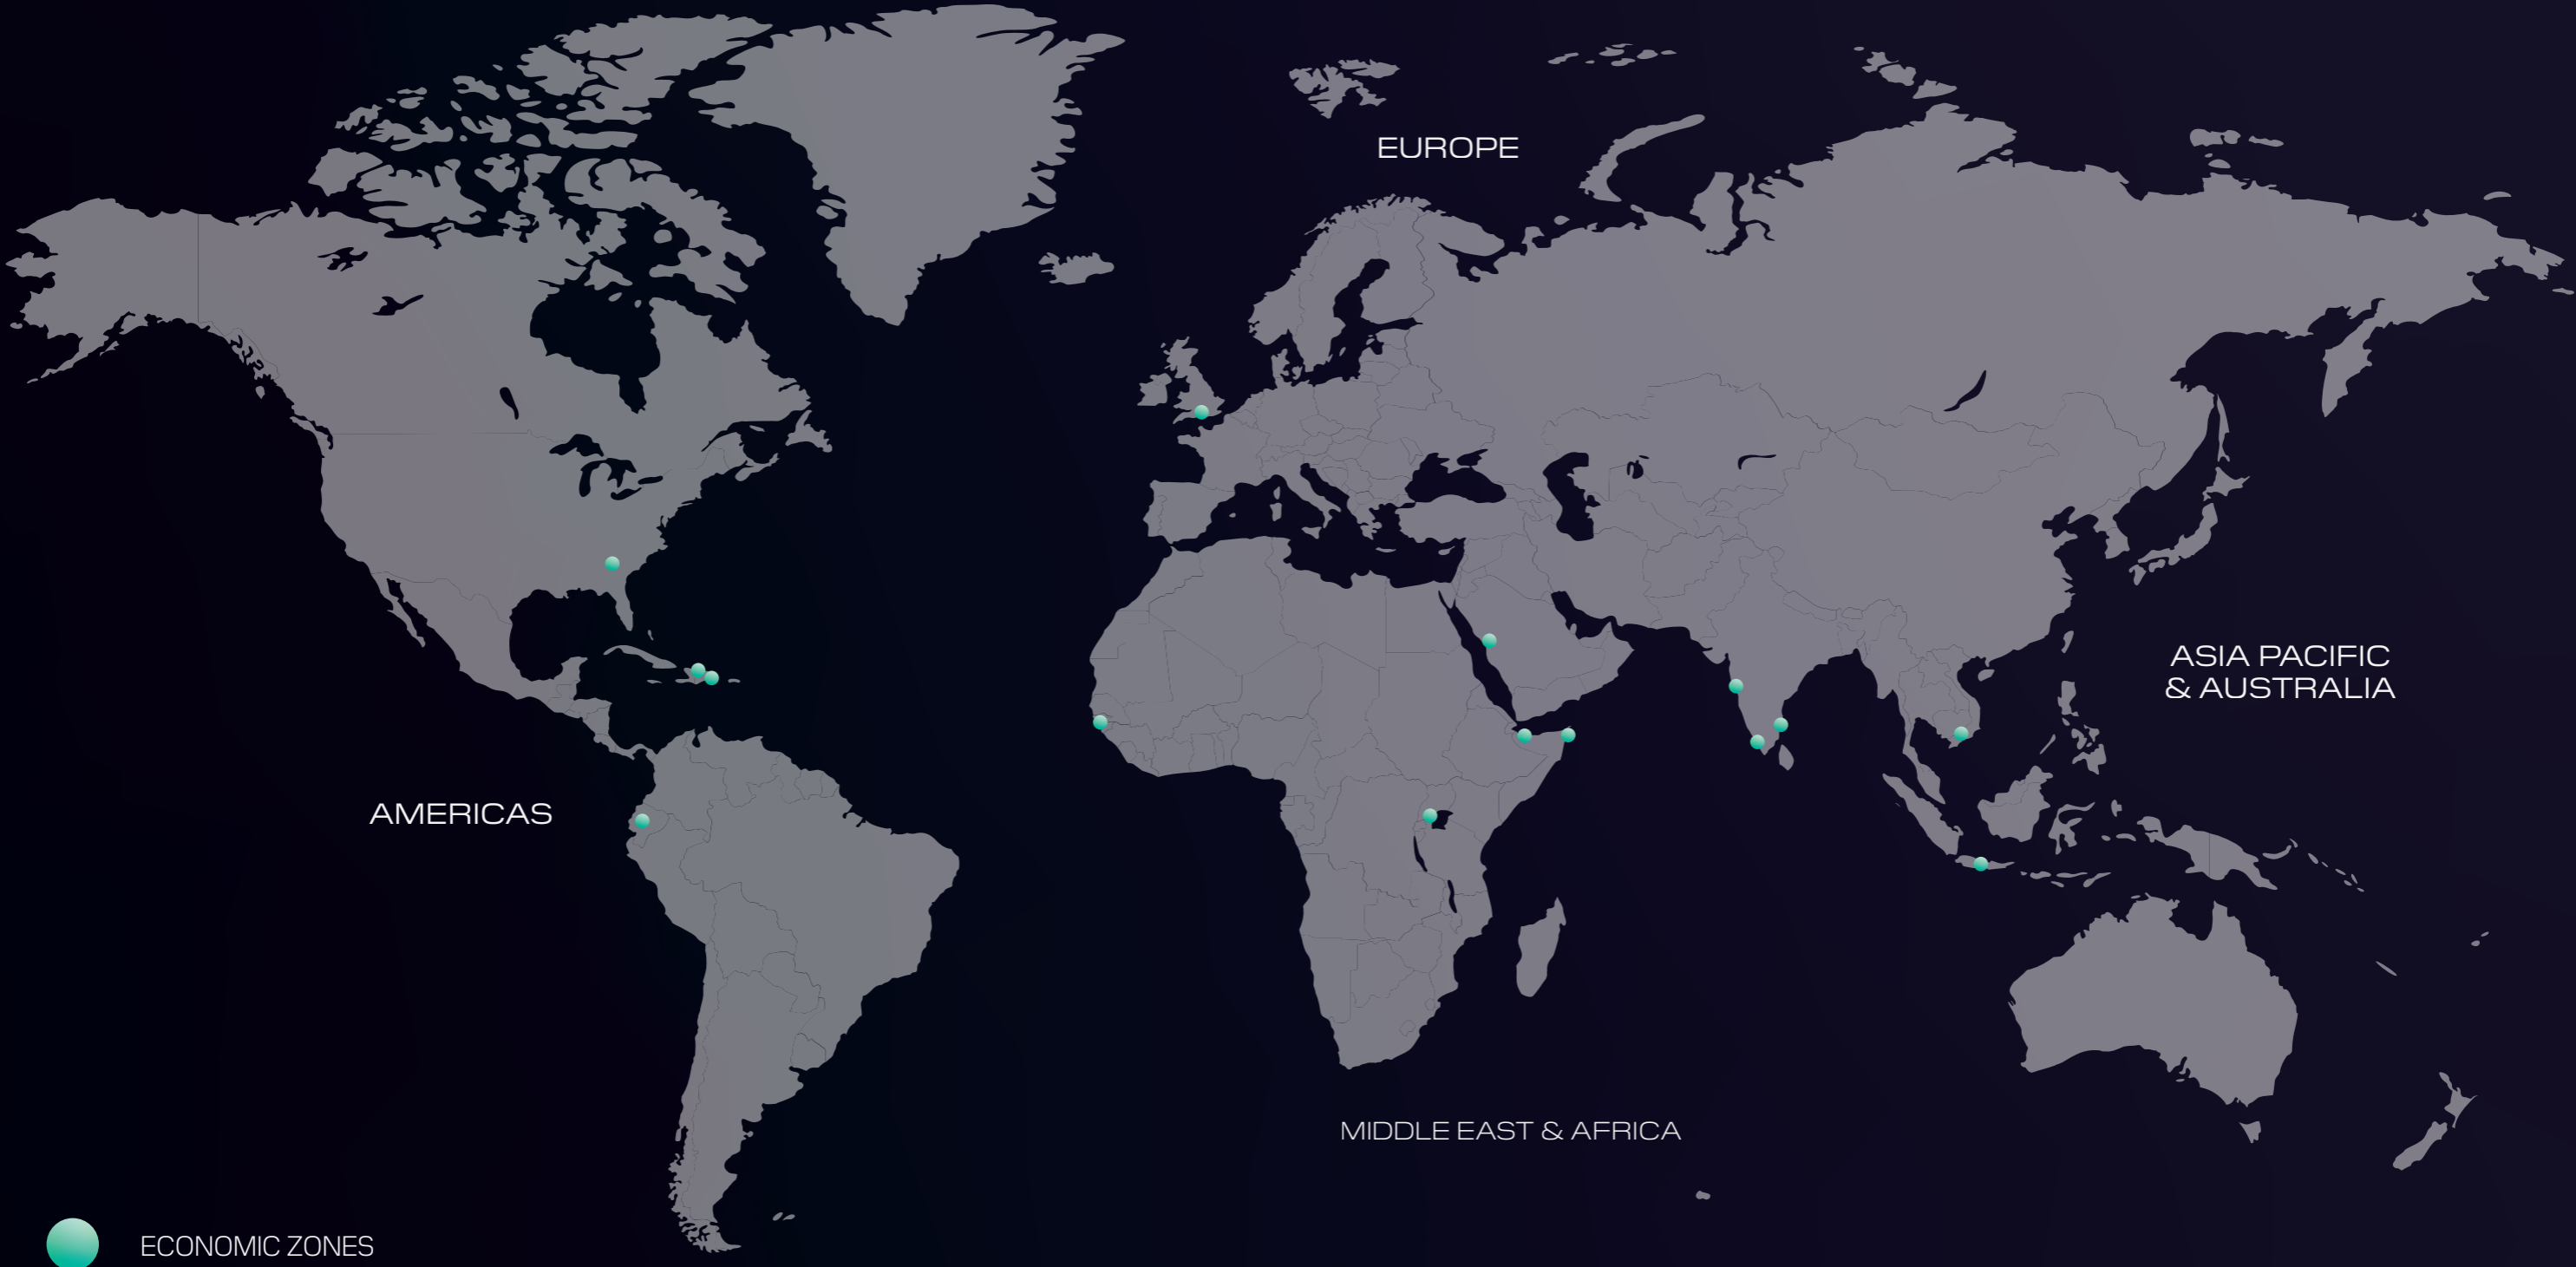 EUROPE
ASIA PACIFIC
& AUSTRALIA
AMERICAS
MIDDLE EAST & AFRICA
ECONOMIC ZONES